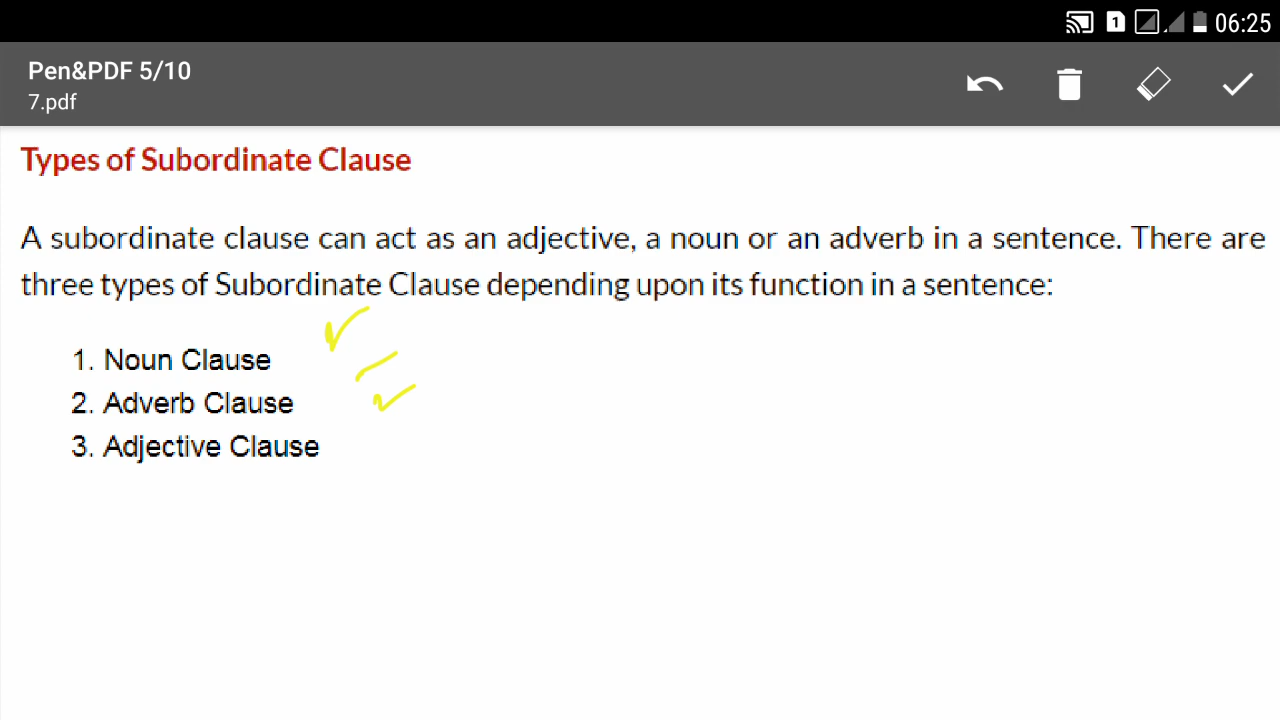 1 06:25
Pen&PDF 5/10
7.pdf
Types of Subordinate Clause
A subordinate clause can act as an adjective, a noun or an adverb in a sentence. There are
three types of Subordinate Clause depending upon its function in a sentence:
1. Noun Clause
2. Adverb Clause
3. Adjective Clause